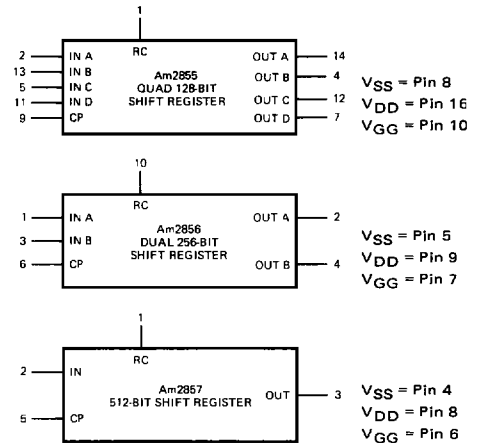 1
RC
2 IN A Am2855 OUT A 14
13 IN B QUAD 128-BIT OUT B 4
5 IN C SHIFT REGISTER OUT C 12
11 IN D OUT D 7
9 CP
VSS = Pin 8
VDD = Pin 16
VGG = Pin 10
10
RC
1 IN A Am2856 OUT A 2
3 IN B DUAL 256-BIT
6 CP SHIFT REGISTER OUT B 4
VSS = Pin 5
VDD = Pin 9
VGG = Pin 7
1
RC
2 IN Am2857 OUT 3
512-BIT SHIFT REGISTER
5 CP
VSS = Pin 4
VDD = Pin 8
VGG = Pin 6